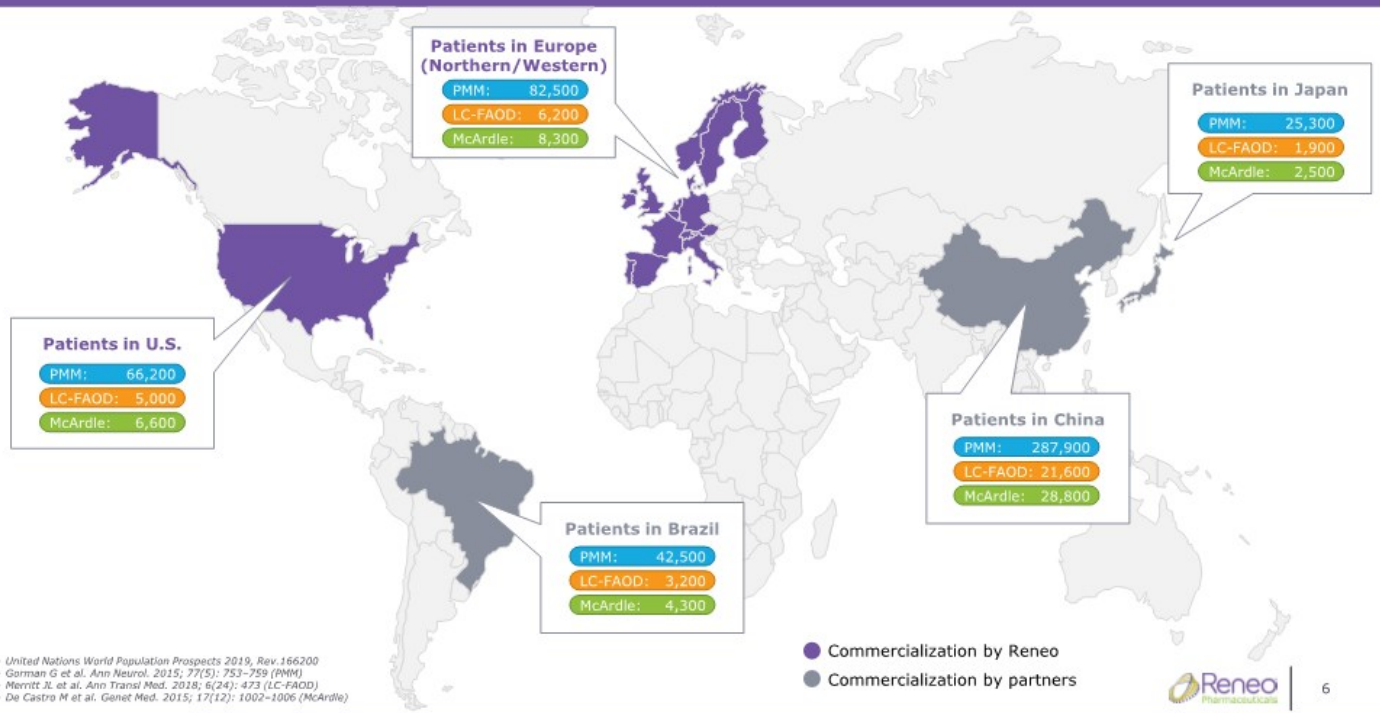 Patients in Europe
(Northern/Western)
PMM: 82,500
LC-FAOD: 6,200
McArdle: 8,300
Patients in Japan
PMM: 25,300
LC-FAOD: 1,900
McArdle: 2,500
Patients in U.S.
PMM: 66,200
LC-FAOD: 5,000
McArdle: 6,600
Patients in China
PMM: 287,900
LC-FAOD: 21,600
McArdle: 28,800
Patients in Brazil
PMM: 42,500
LC-FAOD: 3,200
McArdle: 4,300
Commercialization by Reneo
Commercialization by partners
United Nations World Population Prospects 2019, Rev.166200
Gorman G et al. Ann Neurol. 2015; 77(5): 753–759 (PMM)
Merritt JL et al. Ann Transl Med. 2018; 6(24): 473 (LC-FAOD)
De Castro M et al. Genet Med. 2015; 17(12): 1002–1006 (McArdle)
Reneo
Pharmaceuticals
6